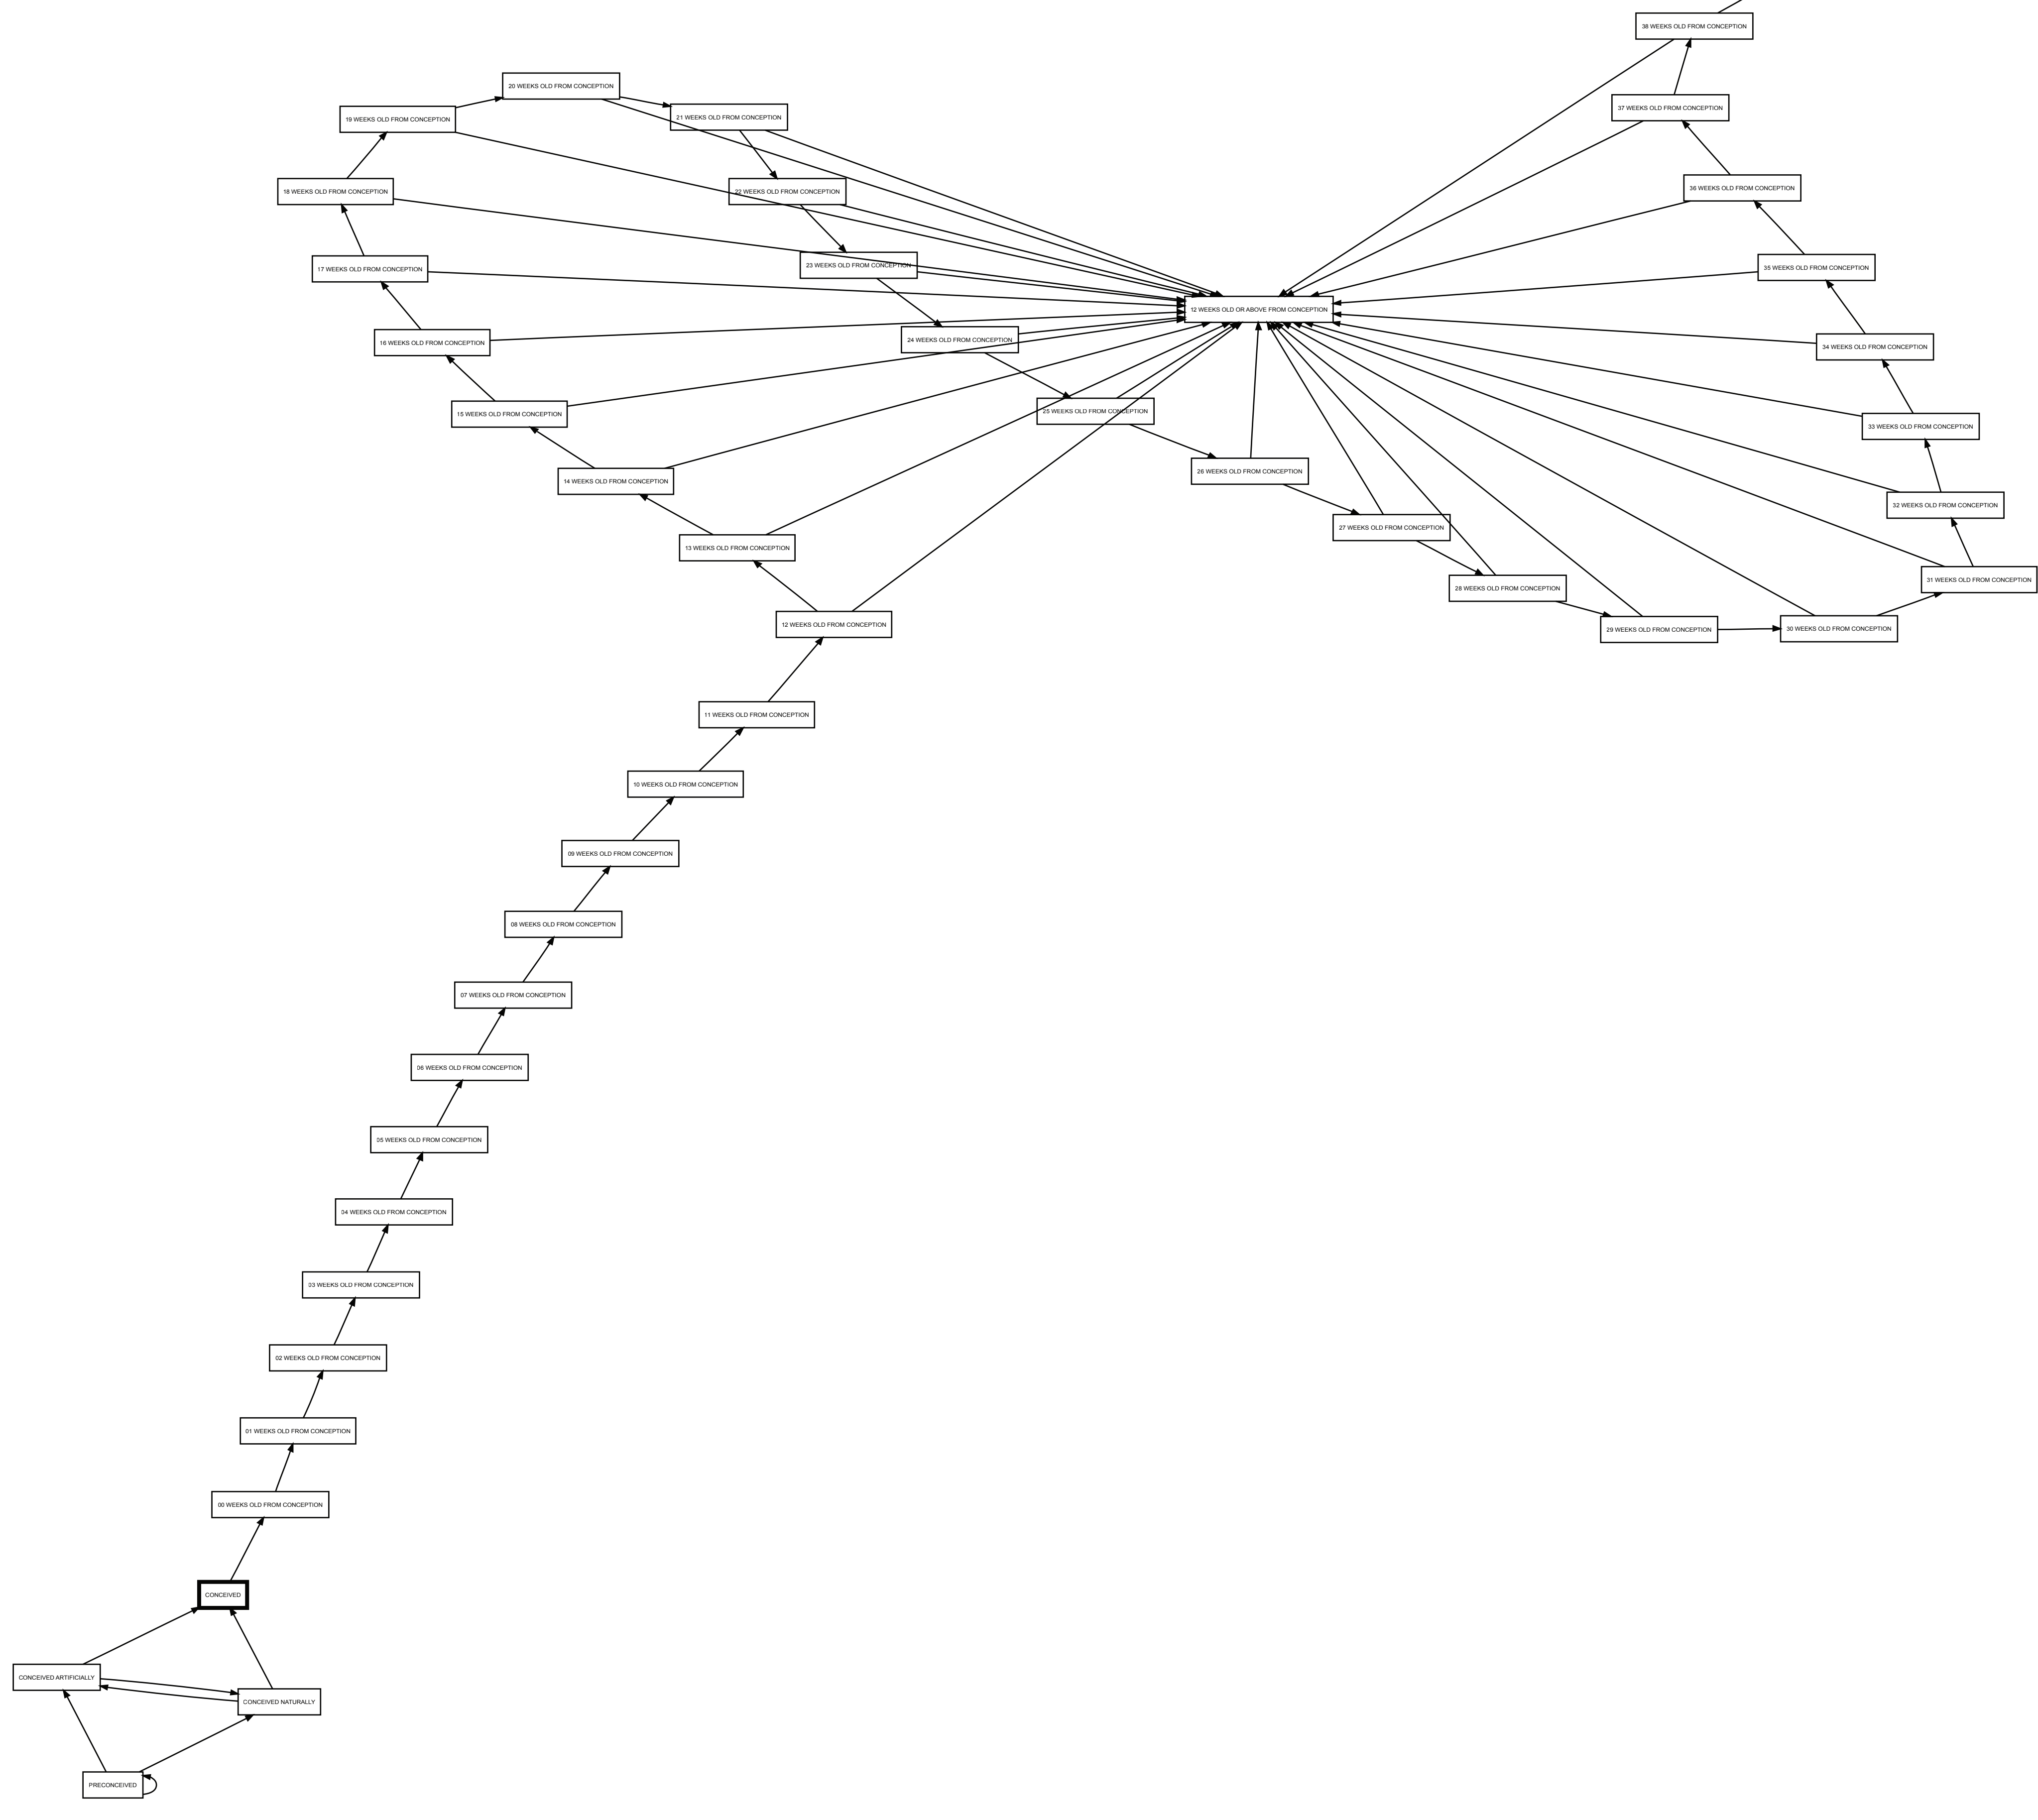 38 WEEKS OLD FROM CONCEPTION
20 WEEKS OLD FROM CONCEPTION
37 WEEKS OLD FROM CONCEPTION
19 WEEKS OLD FROM CONCEPTION
21 WEEKS OLD FROM CONCEPTION
36 WEEKS OLD FROM CONCEPTION
18 WEEKS OLD FROM CONCEPTION
22 WEEKS OLD FROM CONCEPTION
23 WEEKS OLD FROM CONCEPTION
35 WEEKS OLD FROM CONCEPTION
17 WEEKS OLD FROM CONCEPTION
12 WEEKS OLD OR ABOVE FROM CONCEPTION
24 WEEKS OLD FROM CONCEPTION
16 WEEKS OLD FROM CONCEPTION
34 WEEKS OLD FROM CONCEPTION
25 WEEKS OLD FROM CONCEPTION
15 WEEKS OLD FROM CONCEPTION
33 WEEKS OLD FROM CONCEPTION
26 WEEKS OLD FROM CONCEPTION
14 WEEKS OLD FROM CONCEPTION
32 WEEKS OLD FROM CONCEPTION
27 WEEKS OLD FROM CONCEPTION
13 WEEKS OLD FROM CONCEPTION
31 WEEKS OLD FROM CONCEPTION
28 WEEKS OLD FROM CONCEPTION
12 WEEKS OLD FROM CONCEPTION
29 WEEKS OLD FROM CONCEPTION
30 WEEKS OLD FROM CONCEPTION
11 WEEKS OLD FROM CONCEPTION
10 WEEKS OLD FROM CONCEPTION
09 WEEKS OLD FROM CONCEPTION
08 WEEKS OLD FROM CONCEPTION
07 WEEKS OLD FROM CONCEPTION
06 WEEKS OLD FROM CONCEPTION
05 WEEKS OLD FROM CONCEPTION
04 WEEKS OLD FROM CONCEPTION
03 WEEKS OLD FROM CONCEPTION
02 WEEKS OLD FROM CONCEPTION
01 WEEKS OLD FROM CONCEPTION
00 WEEKS OLD FROM CONCEPTION
CONCEIVED
CONCEIVED ARTIFICIALLY
CONCEIVED NATURALLY
PRECONCEIVED